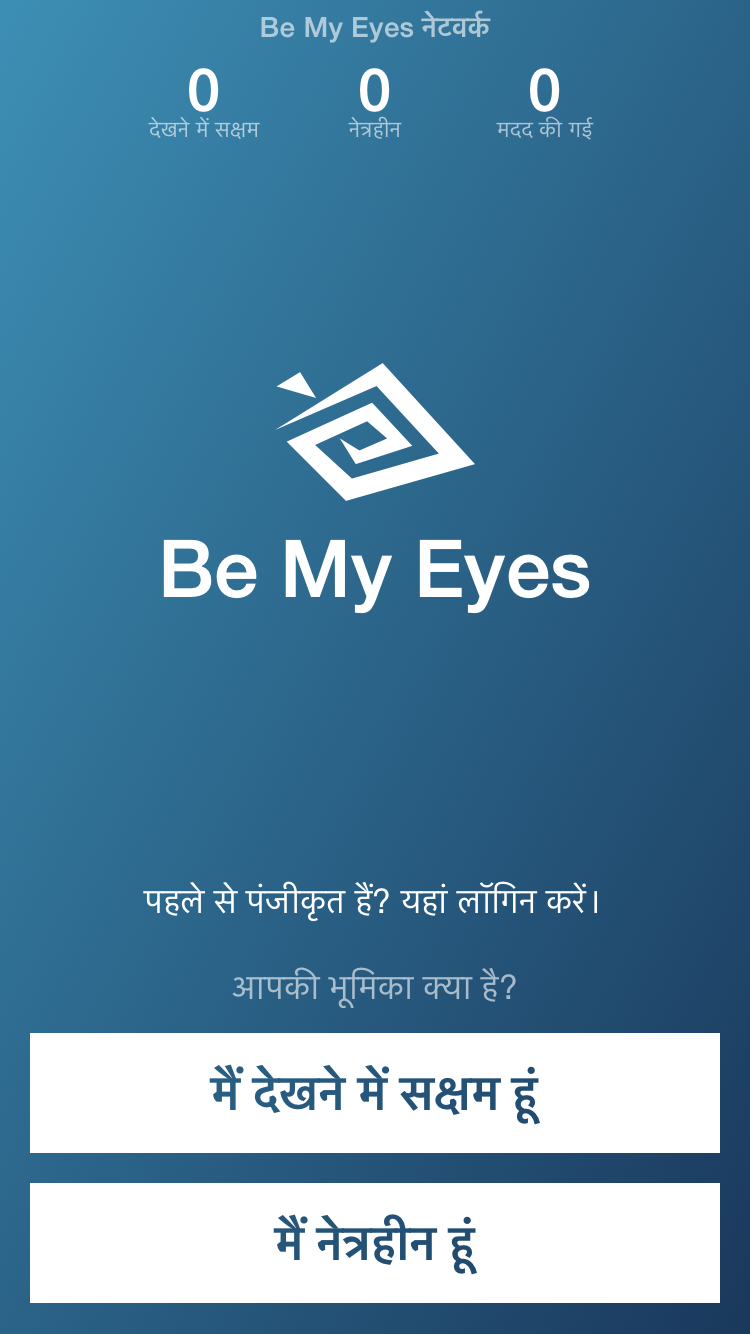 Be My Eyes नेटवर्क
0 0 0
देखने में सक्षम नेत्रहीन मदद की गई
Be My Eyes
पहले से पंजीकृत हैं? यहां लॉगिन करें।
आपकी भूमिका क्या है?
मैं देखने में सक्षम हूं
मैं नेत्रहीन हूं